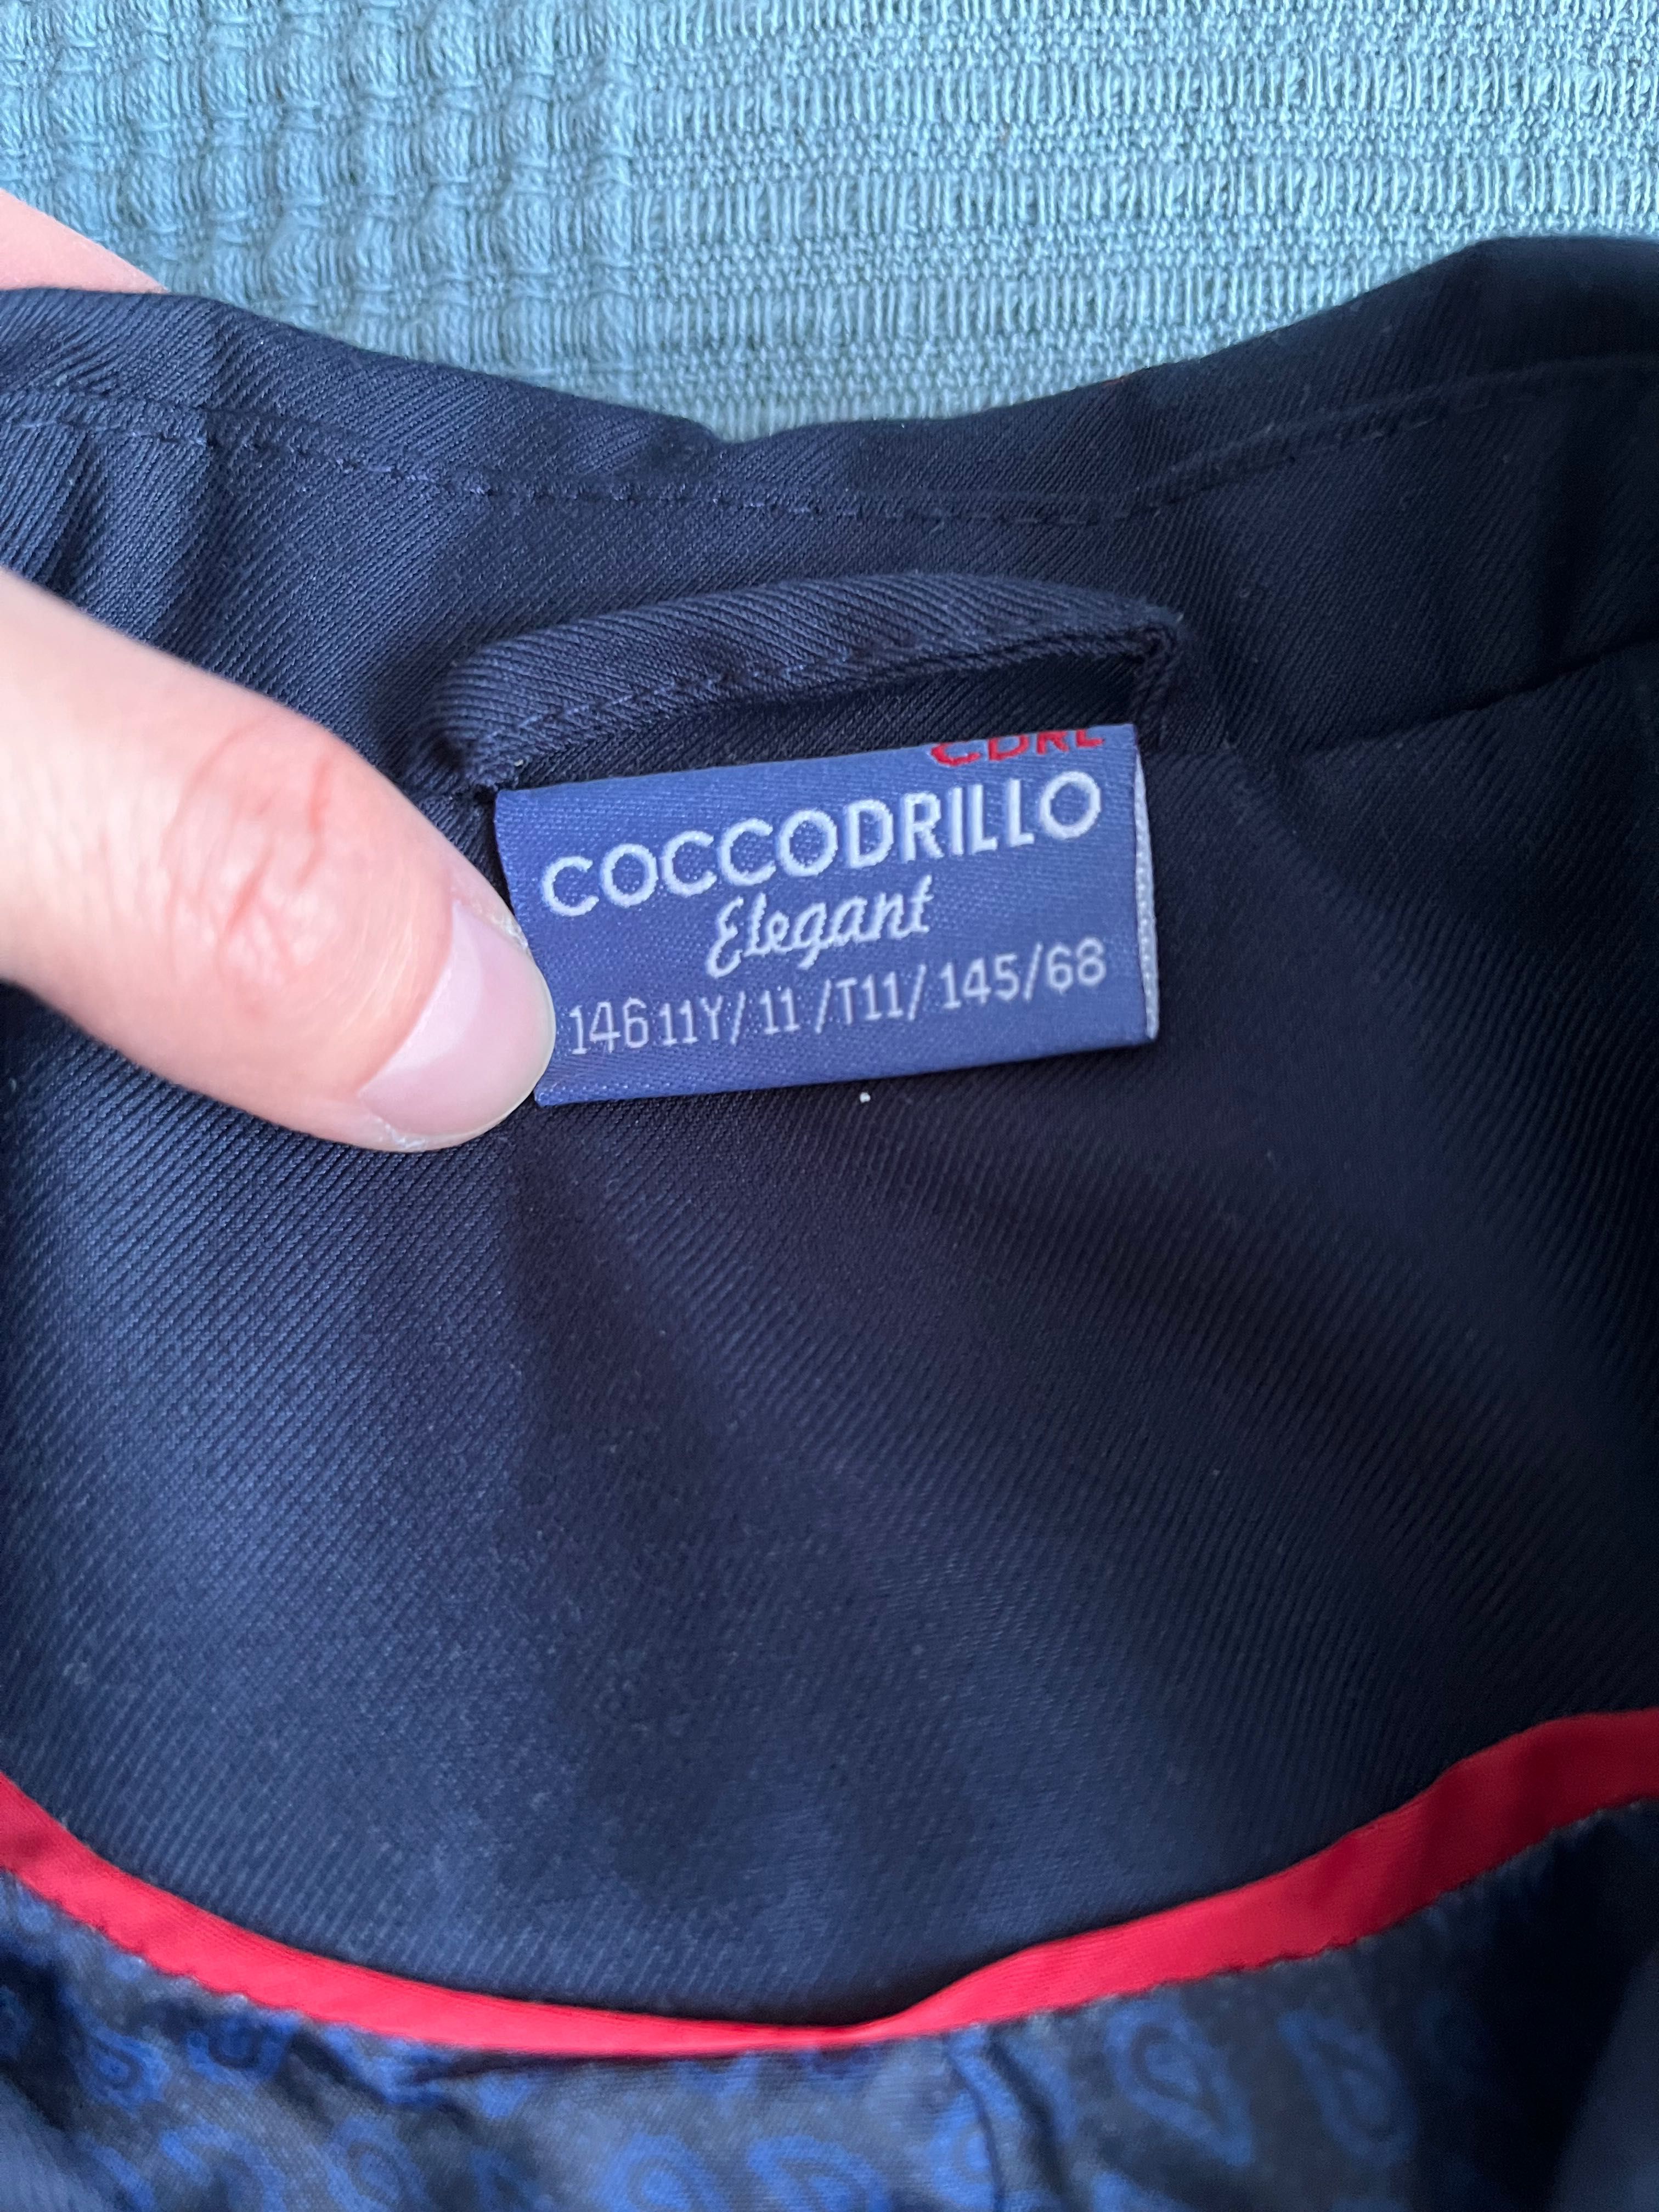 COCCODRILLO
Elegant
146 11Y/ 11 /T11/ 145/68